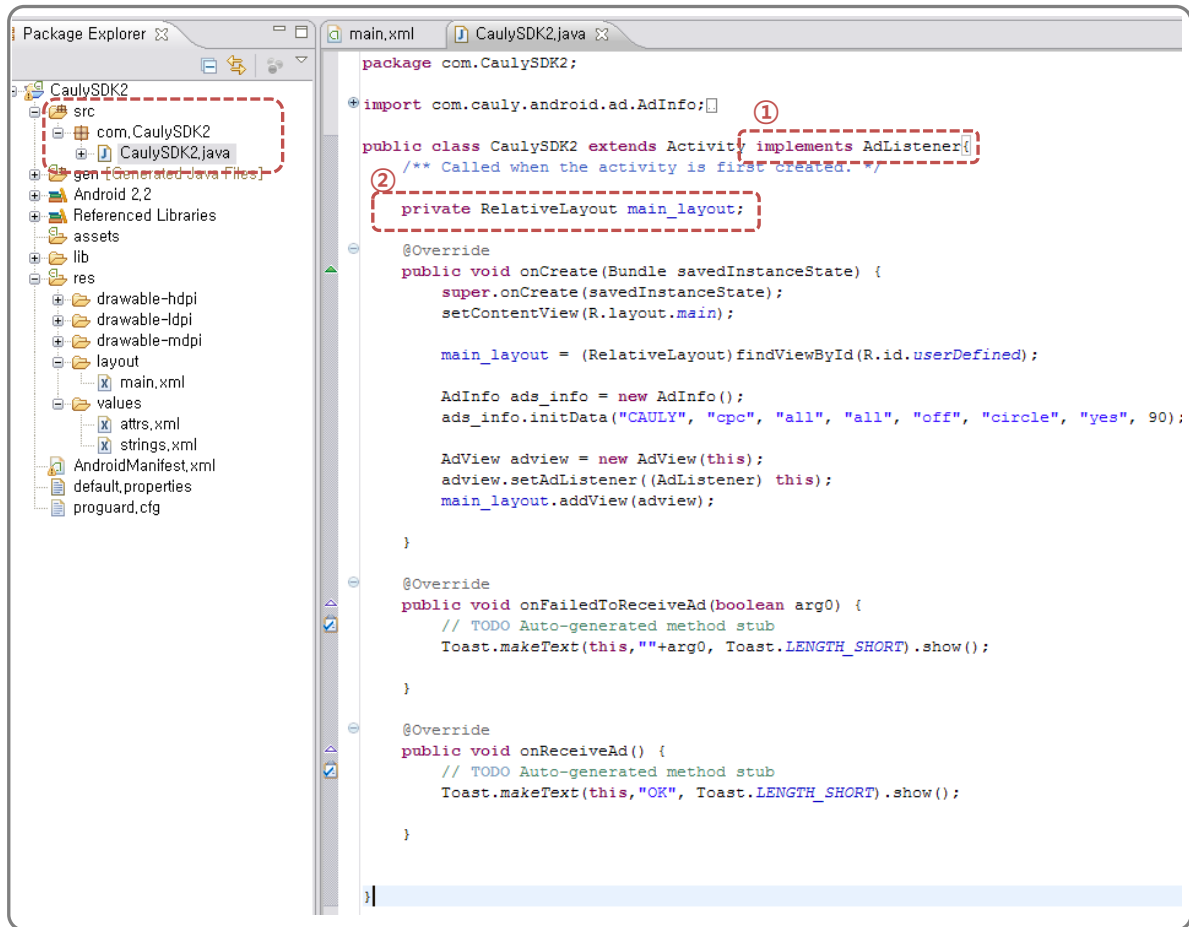 Package Explorer
CaulySDK2
src
com.CaulySDK2
CaulySDK2.java
gen [Generated Java Files]
Android 2.2
Referenced Libraries
assets
lib
res
drawable-hdpi
drawable-ldpi
drawable-mdpi
layout
main.xml
values
attrs.xml
strings.xml
AndroidManifest.xml
default.properties
proguard.cfg
main.xml
CaulySDK2.java
package com.CaulySDK2;
import com.cauly.android.ad.AdInfo;
①
public class CaulySDK2 extends Activity implements AdListener{
/** Called when the activity is first created. */
②
private RelativeLayout main_layout;
@Override
public void onCreate(Bundle savedInstanceState) {
super.onCreate(savedInstanceState);
setContentView(R.layout.main);
main_layout = (RelativeLayout)findViewById(R.id.userDefined);
AdInfo ads_info = new AdInfo();
ads_info.initData("CAULY", "cpc", "all", "all", "off", "circle", "yes", 90);
AdView adview = new AdView(this);
adview.setAdListener((AdListener) this);
main_layout.addView(adview);
}
@Override
public void onFailedToReceiveAd(boolean arg0) {
// TODO Auto-generated method stub
Toast.makeText(this,""+arg0, Toast.LENGTH_SHORT).show();
}
@Override
public void onReceiveAd() {
// TODO Auto-generated method stub
Toast.makeText(this,"OK", Toast.LENGTH_SHORT).show();
}
}